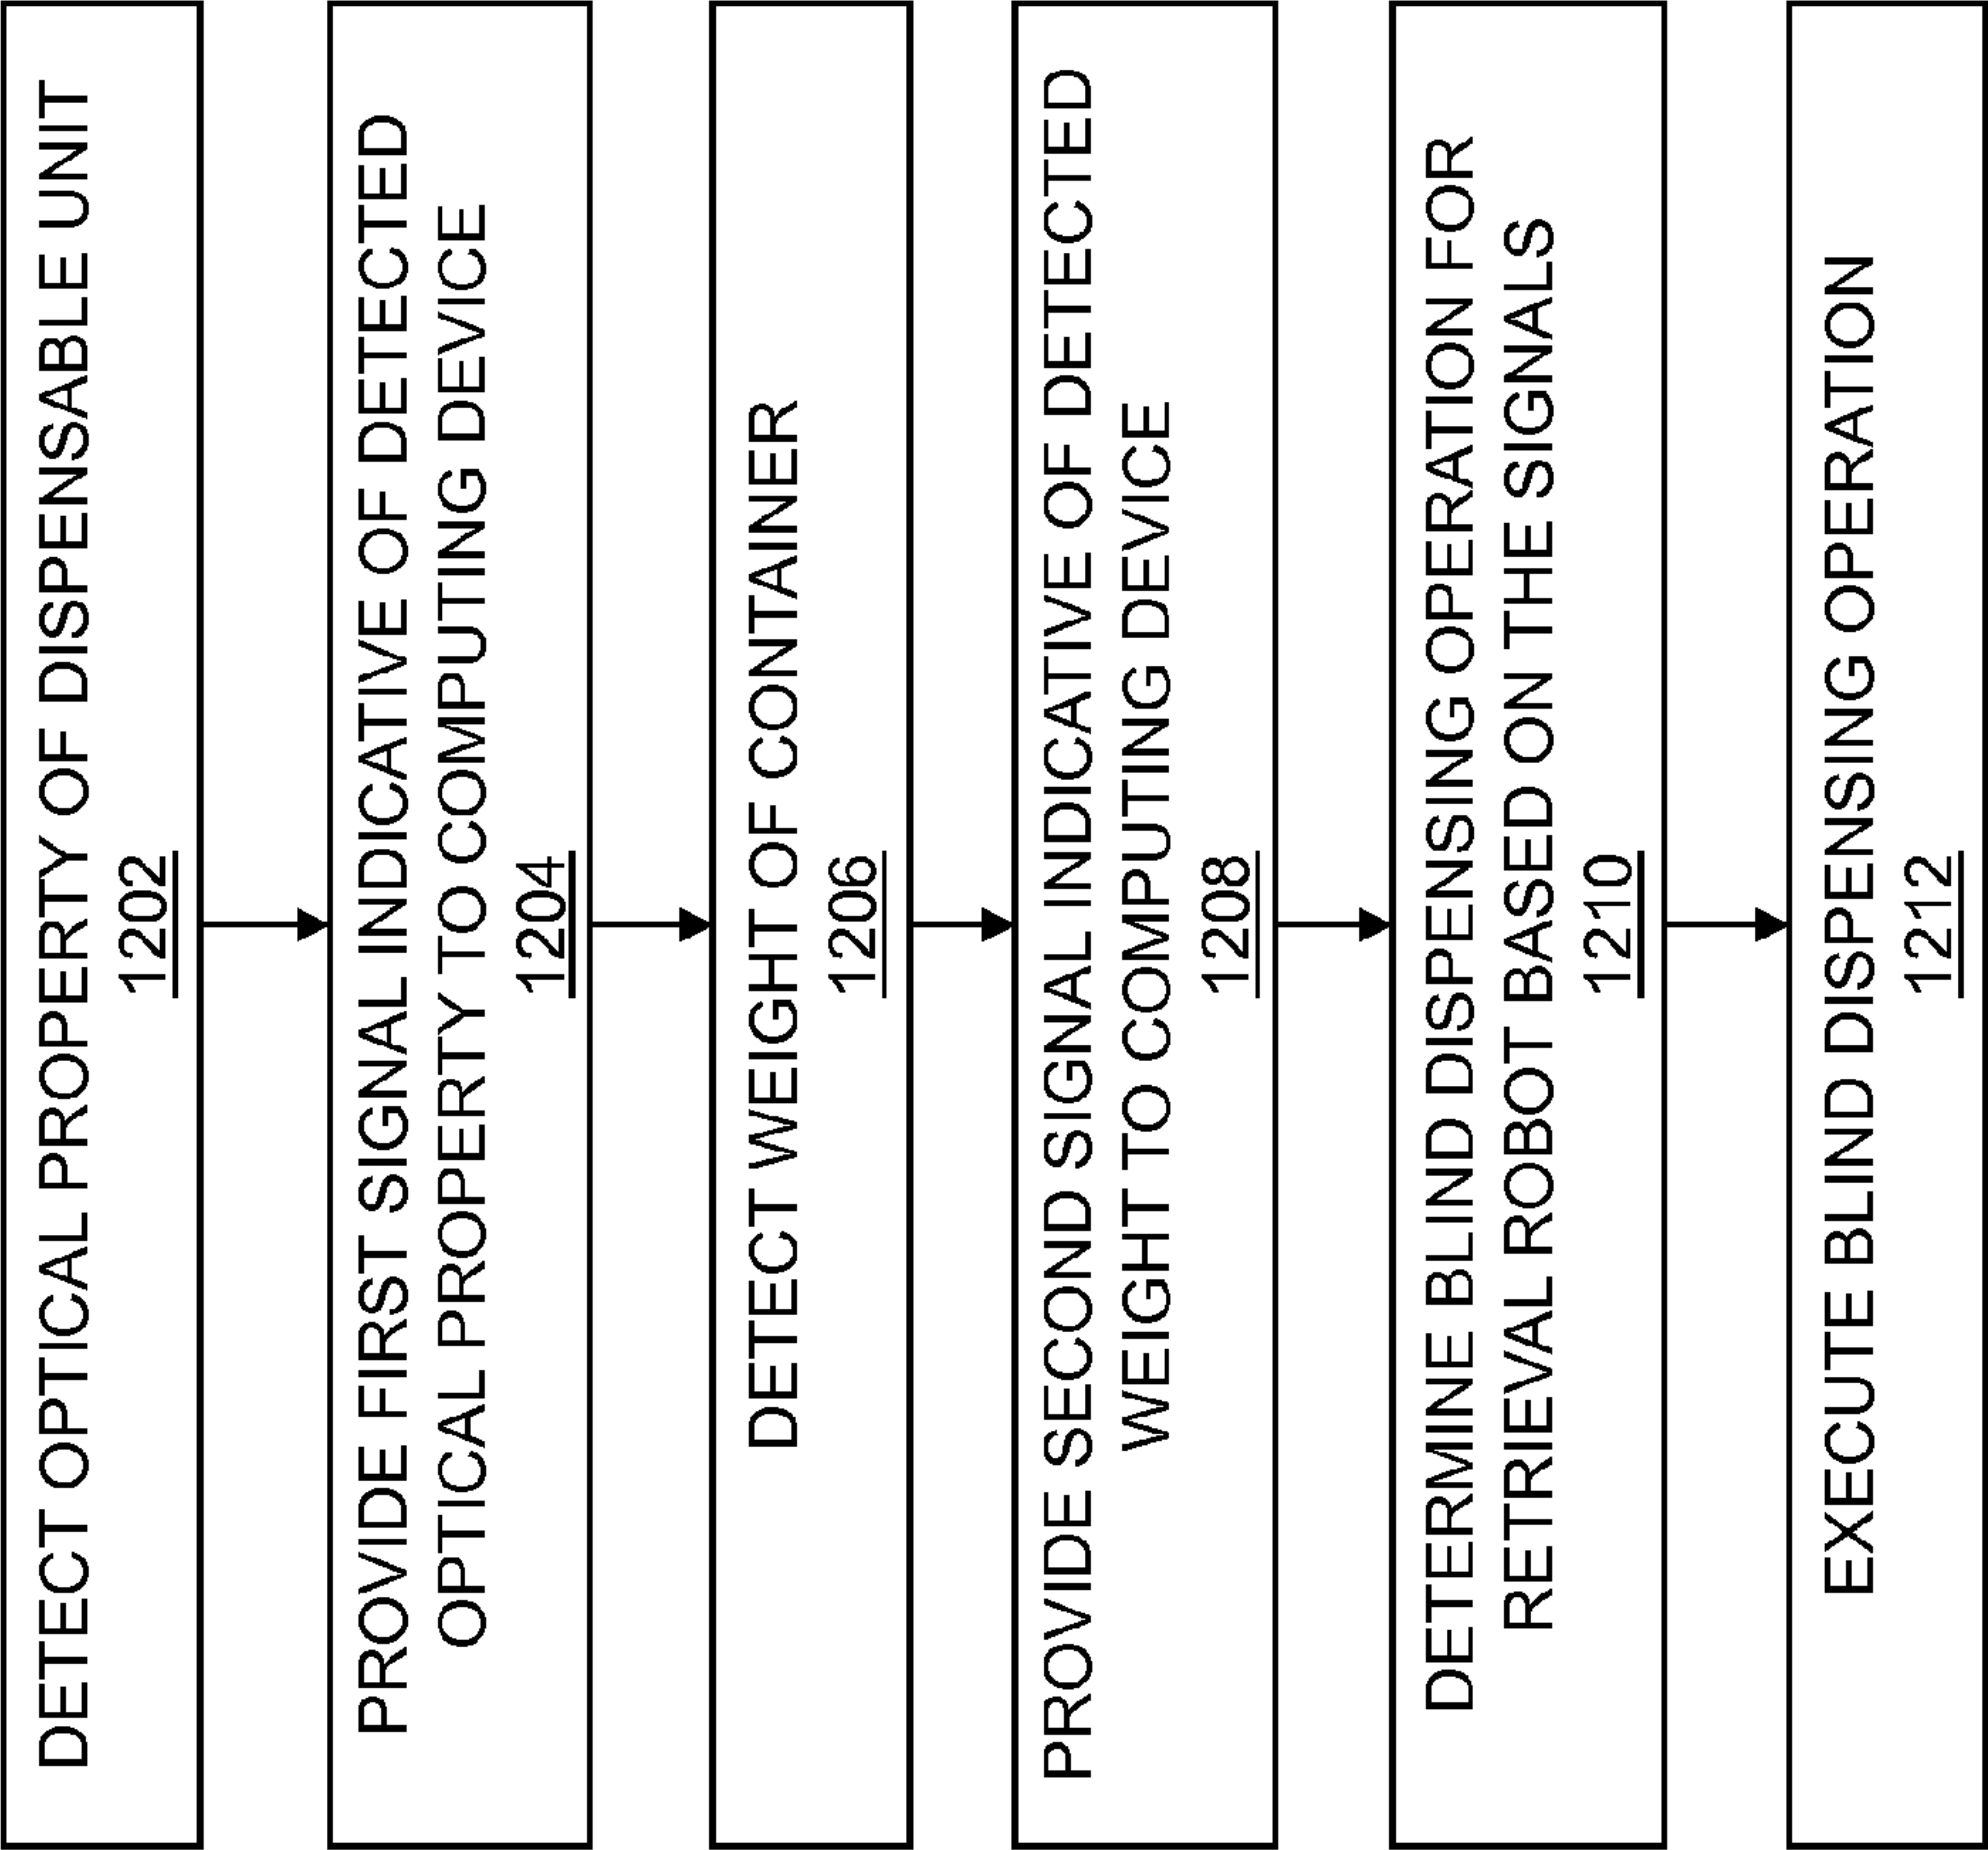 DETECT OPTICAL PROPERTY OF DISPENSABLE UNIT
1202
PROVIDE FIRST SIGNAL INDICATIVE OF DETECTED
OPTICAL PROPERTY TO COMPUTING DEVICE
1204
DETECT WEIGHT OF CONTAINER
1206
PROVIDE SECOND SIGNAL INDICATIVE OF DETECTED
WEIGHT TO COMPUTING DEVICE
1208
DETERMINE BLIND DISPENSING OPERATION FOR
RETRIEVAL ROBOT BASED ON THE SIGNALS
1210
EXECUTE BLIND DISPENSING OPERATION
1212